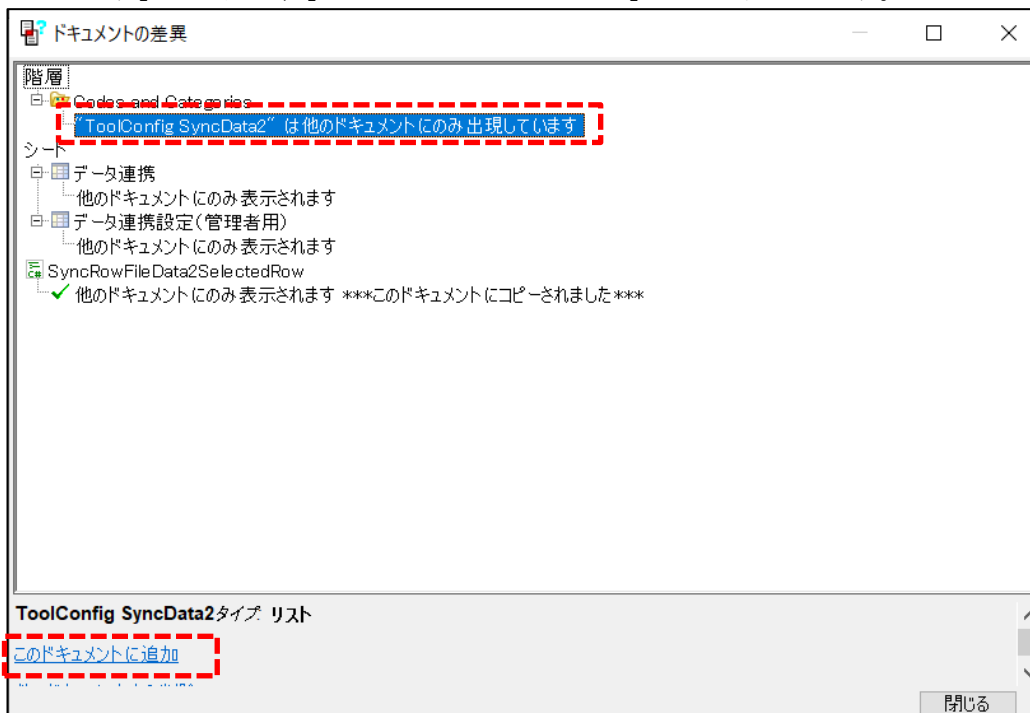 ドキュメントの差異
階層
Codes and Categories
"ToolConfig SyncData2" は他のドキュメントにのみ出現しています
シート
データ連携
他のドキュメントにのみ表示されます
データ連携設定(管理者用)
他のドキュメントにのみ表示されます
SyncRowFileData2SelectedRow
他のドキュメントにのみ表示されます ***このドキュメントにコピーされました***
ToolConfig SyncData2タイプ: リスト
このドキュメントに追加
閉じる